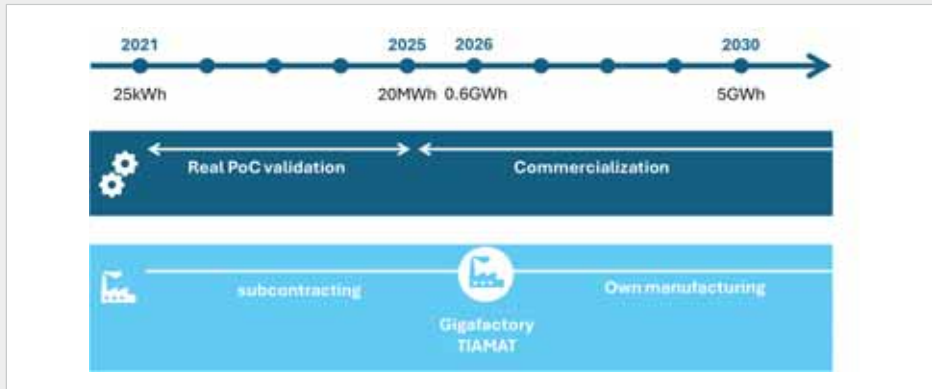 2021 2025 2026 2030
25kWh 20MWh 0.6GWh 5GWh
Real PoC validation Commercialization
subcontracting Own manufacturing
Gigafactory
TIAMAT